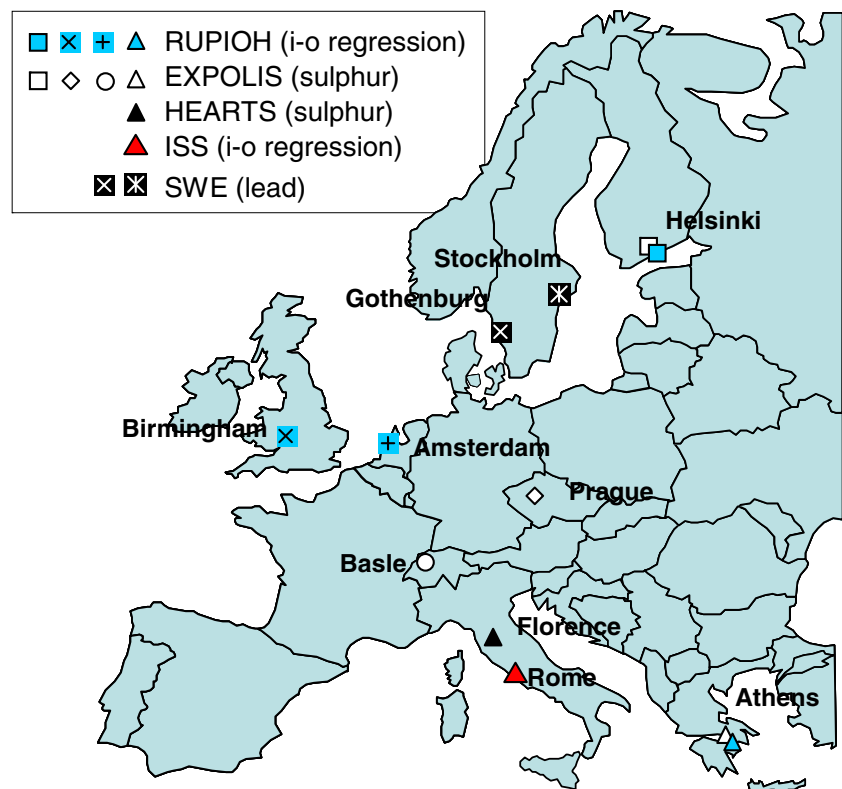 RUPIOH (i-o regression)
EXPOLIS (sulphur)
HEARTS (sulphur)
ISS (i-o regression)
SWE (lead)
Helsinki
Stockholm
Gothenburg
Birmingham
Amsterdam
Prague
Basle
Florence
Rome
Athens